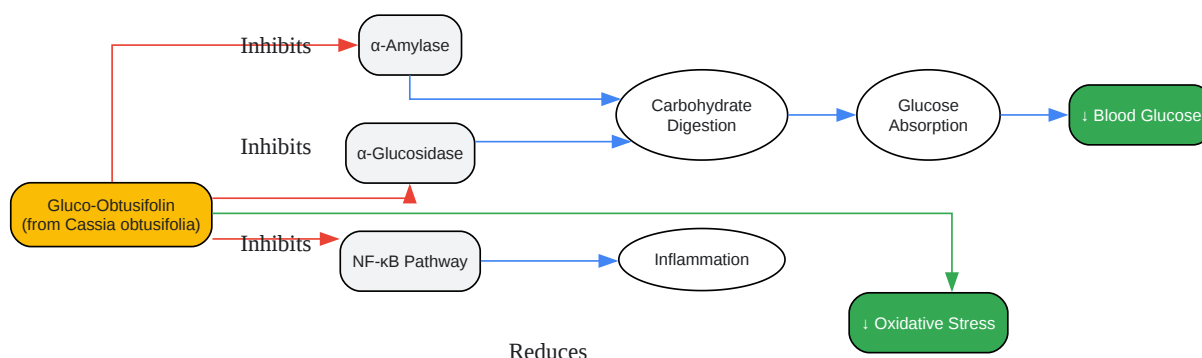 Inhibits
α-Amylase
Carbohydrate
Digestion
Glucose
Absorption
↓ Blood Glucose
Inhibits
α-Glucosidase
Gluco-Obtusifolin
(from Cassia obtusifolia)
Inhibits
NF-κB Pathway
Inflammation
↓ Oxidative Stress
Reduces